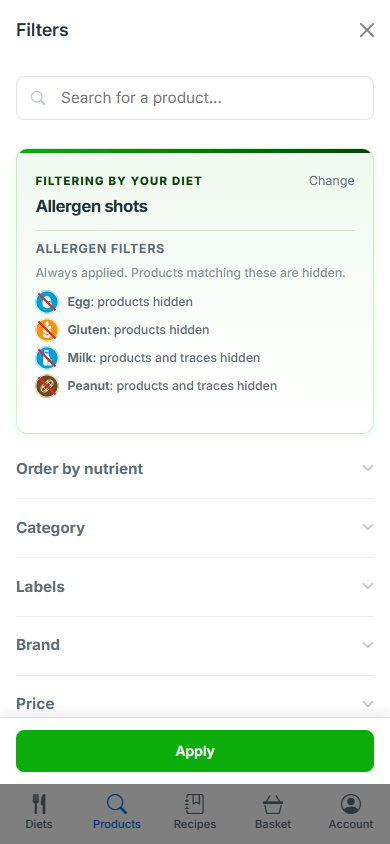 Filters
Search for a product...
FILTERING BY YOUR DIET
Change
Allergen shots
ALLERGEN FILTERS
Always applied. Products matching these are hidden.
Egg: products hidden
Gluten: products hidden
Milk: products and traces hidden
Peanut: products and traces hidden
Order by nutrient
Category
Labels
Brand
Price
Apply
Diets
Products
Recipes
Basket
Account